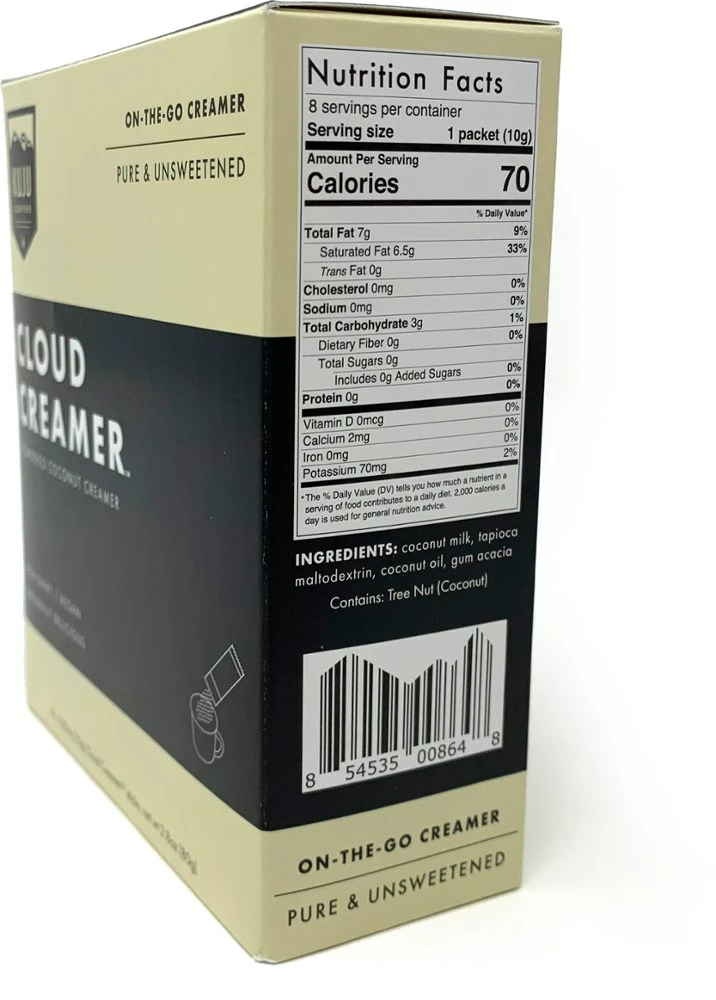 ON-THE-GO CREAMER
PURE & UNSWEETENED
KUJU
CLOUD
CREAMER™
POWDERED COCONUT CREAMER
Nutrition Facts
8 servings per container
Serving size 1 packet (10g)
Amount Per Serving
Calories 70
% Daily Value*
Total Fat 7g 9%
Saturated Fat 6.5g 33%
Trans Fat 0g
Cholesterol 0mg 0%
Sodium 0mg 0%
Total Carbohydrate 3g 1%
Dietary Fiber 0g 0%
Total Sugars 0g
Includes 0g Added Sugars 0%
Protein 0g 0%
Vitamin D 0mcg 0%
Calcium 2mg 0%
Iron 0mg 0%
Potassium 70mg 2%
*The % Daily Value (DV) tells you how much a nutrient in a
serving of food contributes to a daily diet. 2,000 calories a
day is used for general nutrition advice.
INGREDIENTS: coconut milk, tapioca
maltodextrin, coconut oil, gum acacia
Contains: Tree Nut (Coconut)
8 54535 00864 8
ON-THE-GO CREAMER
PURE & UNSWEETENED